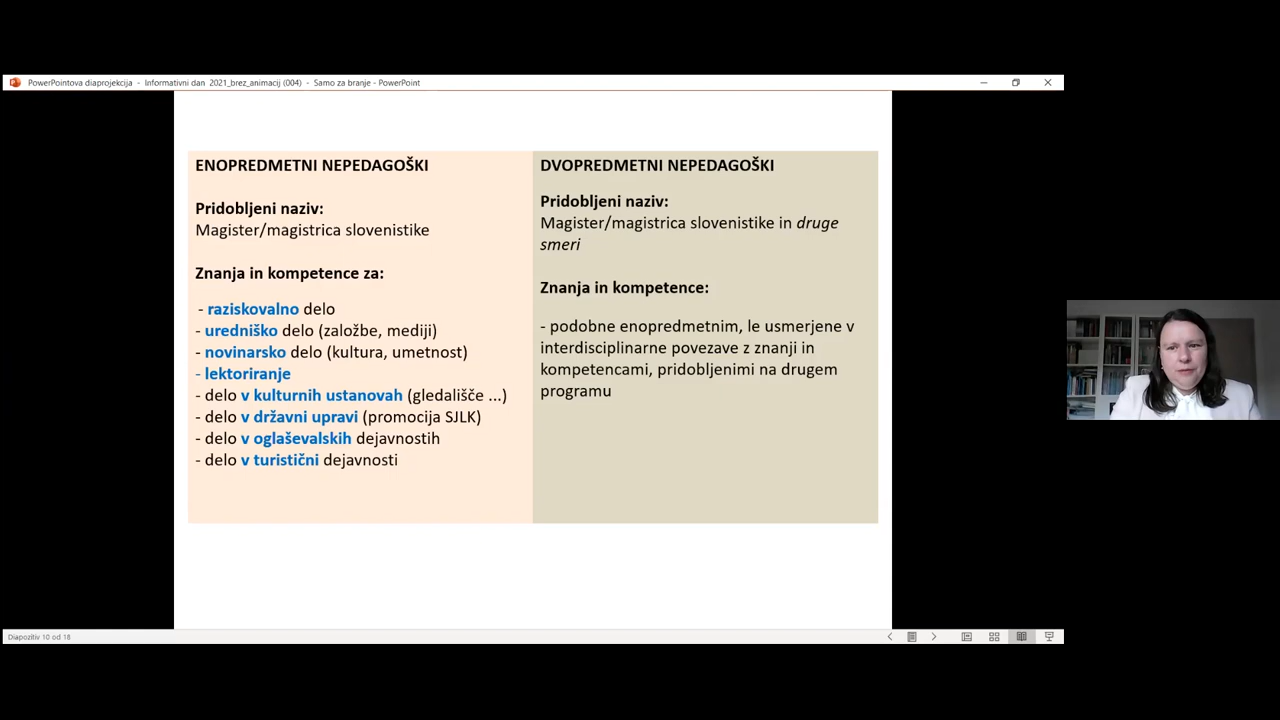 PowerPointova diaprojekcija - Informativni dan 2021_brez_animacij (004) - Samo za branje - PowerPoint
ENOPREDMETNI NEPEDAGOŠKI
Pridobljeni naziv:
Magister/magistrica slovenistike
Znanja in kompetence za:
- raziskovalno delo
- uredniško delo (založbe, mediji)
- novinarsko delo (kultura, umetnost)
- lektoriranje
- delo v kulturnih ustanovah (gledališče ...)
- delo v državni upravi (promocija SJLK)
- delo v oglaševalskih dejavnostih
- delo v turistični dejavnosti
DVOPREDMETNI NEPEDAGOŠKI
Pridobljeni naziv:
Magister/magistrica slovenistike in druge
smeri
Znanja in kompetence:
- podobne enopredmetnim, le usmerjene v
interdisciplinarne povezave z znanji in
kompetencami, pridobljenimi na drugem
programu
Diapozitiv 10 od 18